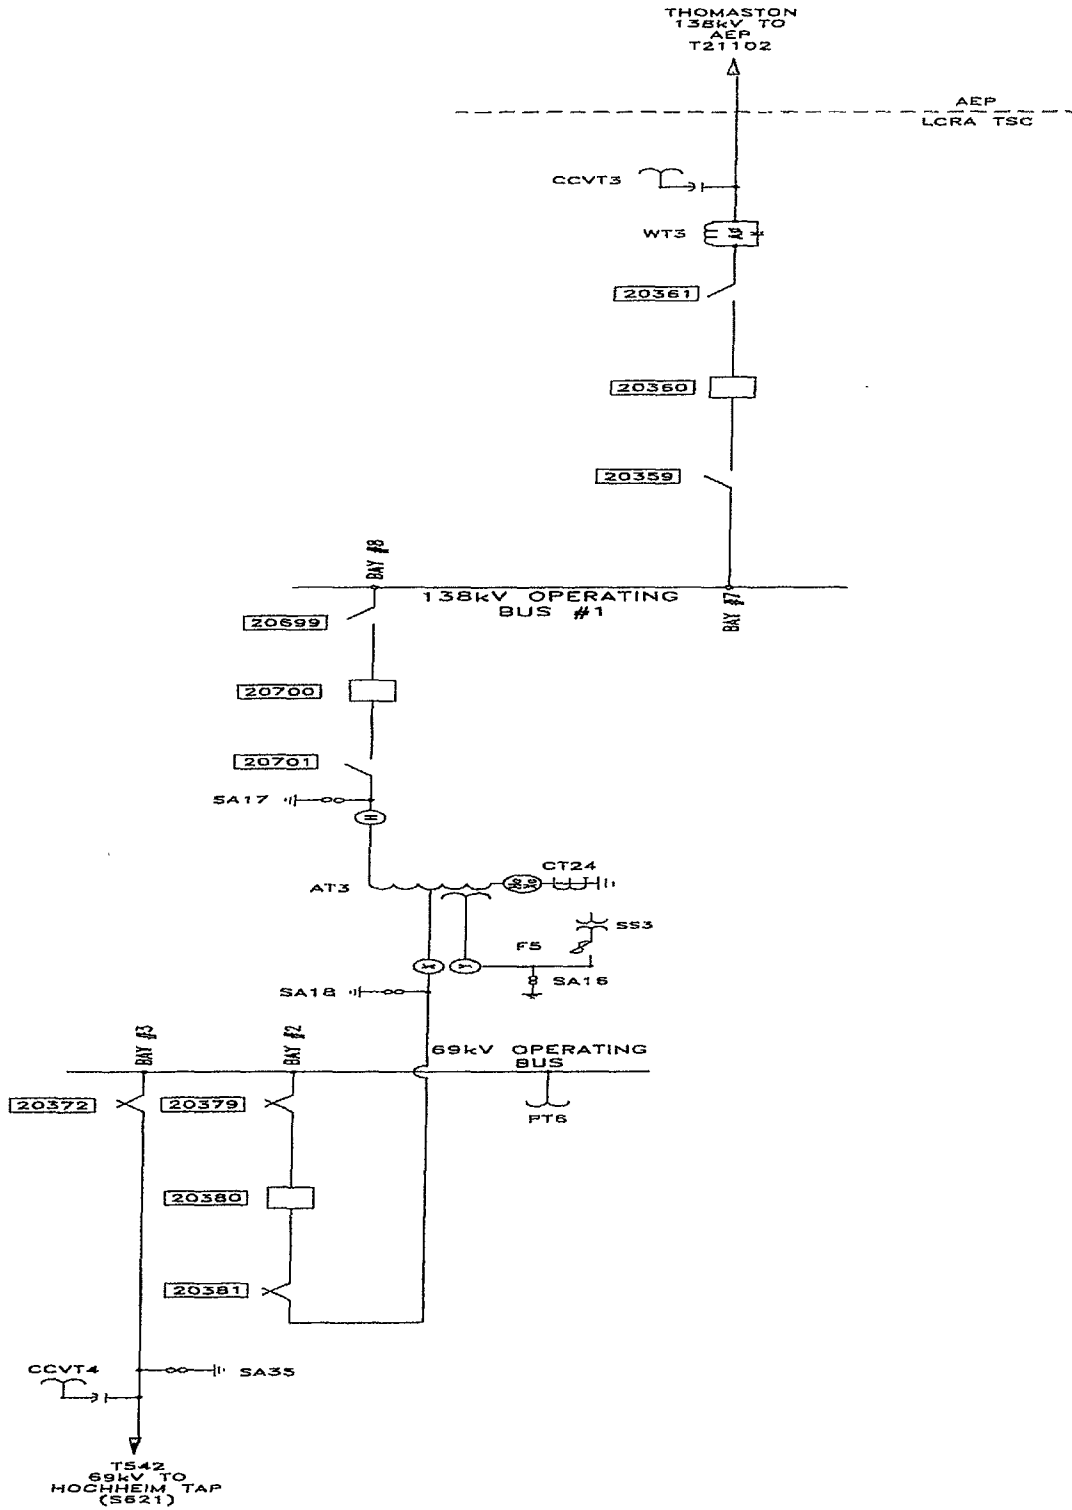 THOMASTON
138kV TO
AEP
T21102
AEP
LCRA TSC
CCVT3
WT3
20361
20360
20359
BAY #8
138kV OPERATING
BUS #1
BAY #7
20699
20700
20701
SA17
H
CT24
AT3
SS3
F5
X
Y
SA16
SA18
BAY #3
BAY #2
69kV OPERATING
BUS
20372
20379
PT6
20380
20381
CCVT4
SA35
T542
69kV TO
HOCHHEIM TAP
(S621)